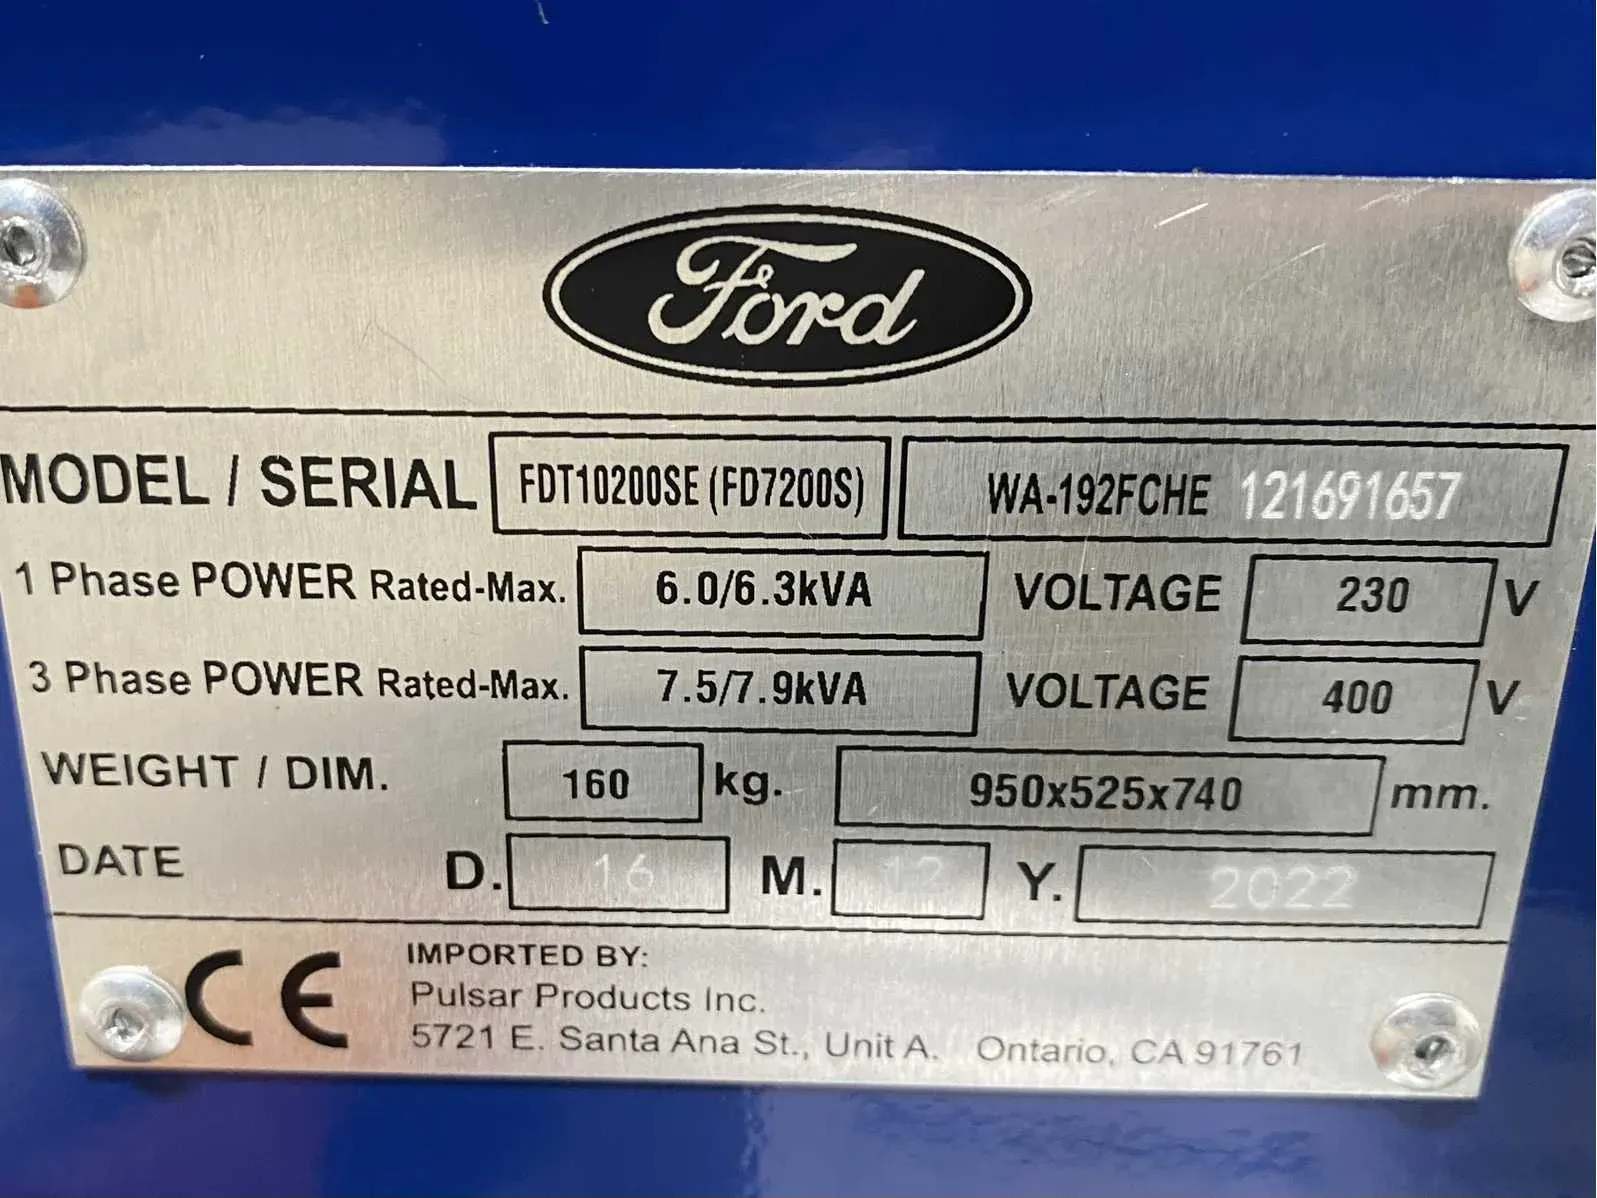 Ford
MODEL / SERIAL FDT10200SE (FD7200S) WA-192FCHE 121691657
1 Phase POWER Rated-Max. 6.0/6.3kVA VOLTAGE 230 V
3 Phase POWER Rated-Max. 7.5/7.9kVA VOLTAGE 400 V
WEIGHT / DIM. 160 kg. 950x525x740 mm.
DATE D. 16 M. 12 Y. 2022
CE IMPORTED BY:
Pulsar Products Inc.
5721 E. Santa Ana St., Unit A. Ontario, CA 91761